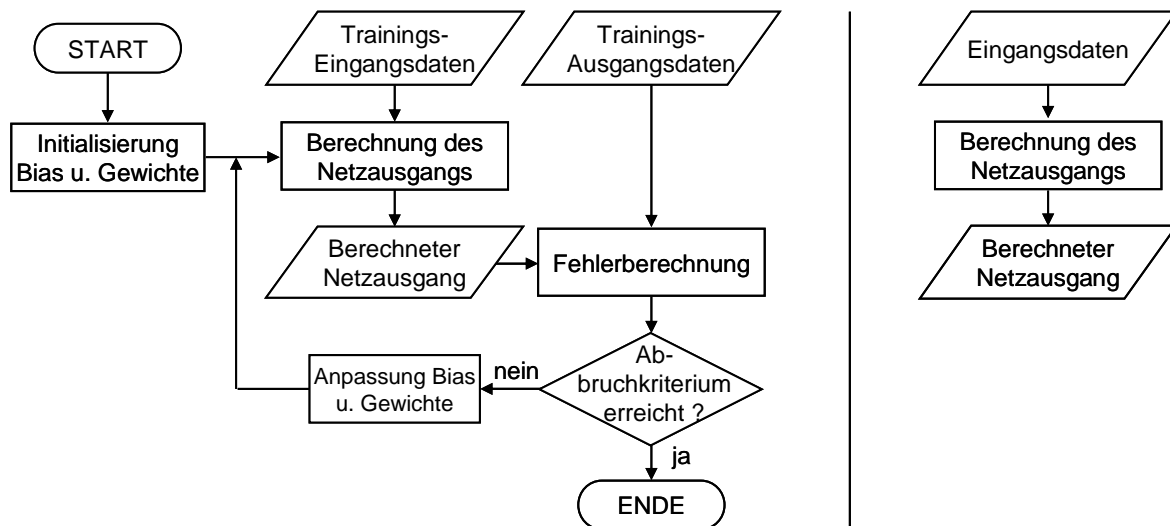 START
Initialisierung
Bias u. Gewichte
Trainings-
Eingangsdaten
Trainings-
Ausgangsdaten
Berechnung des
Netzausgangs
Berechneter
Netzausgang
Fehlerberechnung
Ab-
bruchkriterium
erreicht ?
nein
Anpassung Bias
u. Gewichte
ja
ENDE
Eingangsdaten
Berechnung des
Netzausgangs
Berechneter
Netzausgang